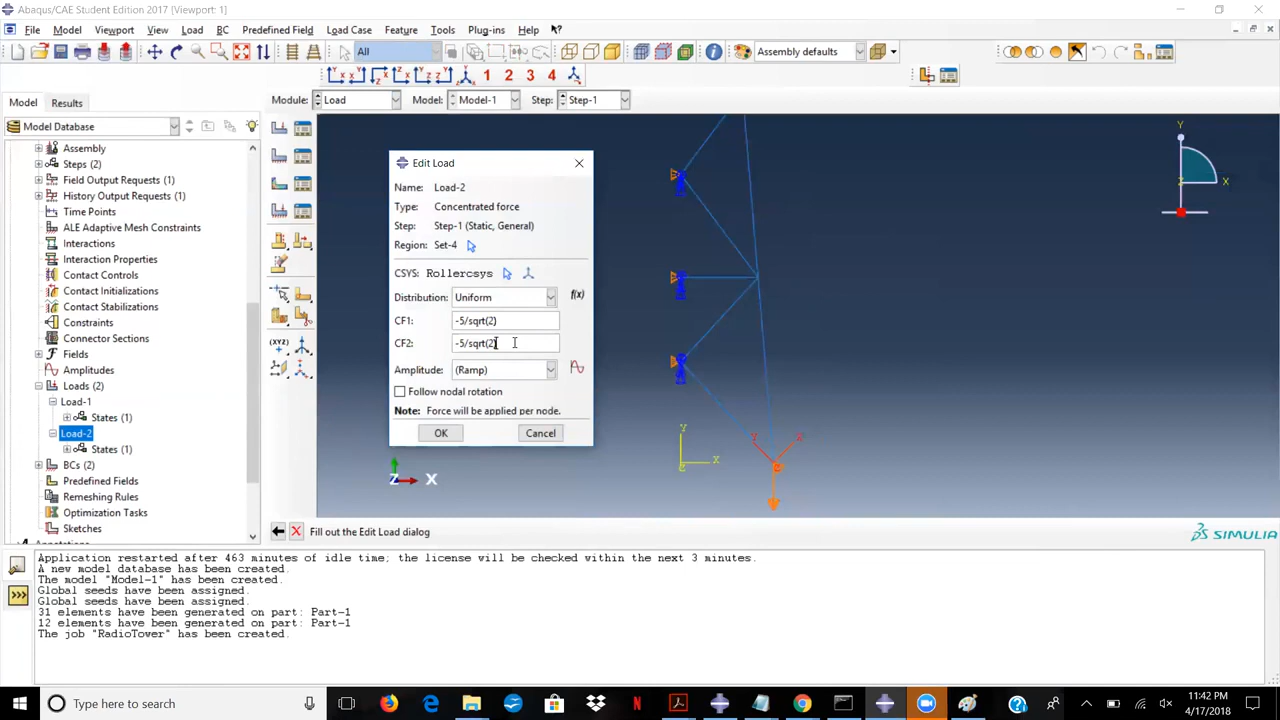 Abaqus/CAE Student Edition 2017 - [Viewport: 1]
File Model Viewport View Load BC Predefined Field Load Case Feature Tools Plug-ins Help
All
Assembly defaults
1 2 3 4
Model Results
Module: Load Model: Model-1 Step: Step-1
Model Database
Assembly
Steps (2)
Field Output Requests (1)
History Output Requests (1)
Time Points
ALE Adaptive Mesh Constraints
Interactions
Interaction Properties
Contact Controls
Contact Initializations
Contact Stabilizations
Constraints
Connector Sections
Fields
Amplitudes
Loads (2)
Load-1
States (1)
Load-2
States (1)
BCs (2)
Predefined Fields
Remeshing Rules
Optimization Tasks
Sketches
(XYZ)
Edit Load
Name: Load-2
Type: Concentrated force
Step: Step-1 (Static, General)
Region: Set-4
CSYS: Rollercsys
Distribution: Uniform f(x)
CF1: -5/sqrt(2)
CF2: -5/sqrt(2)
Amplitude: (Ramp)
Follow nodal rotation
Note: Force will be applied per node.
OK Cancel
Y
X
Z
Y
X
Y
X
Z
X
Fill out the Edit Load dialog
SIMULIA
Application restarted after 463 minutes of idle time; the license will be checked within the next 3 minutes.
A new model database has been created.
The model "Model-1" has been created.
Global seeds have been assigned.
Global seeds have been assigned.
31 elements have been generated on part: Part-1
12 elements have been generated on part: Part-1
The job "RadioTower" has been created.
>>>
Type here to search
11:42 PM
4/17/2018